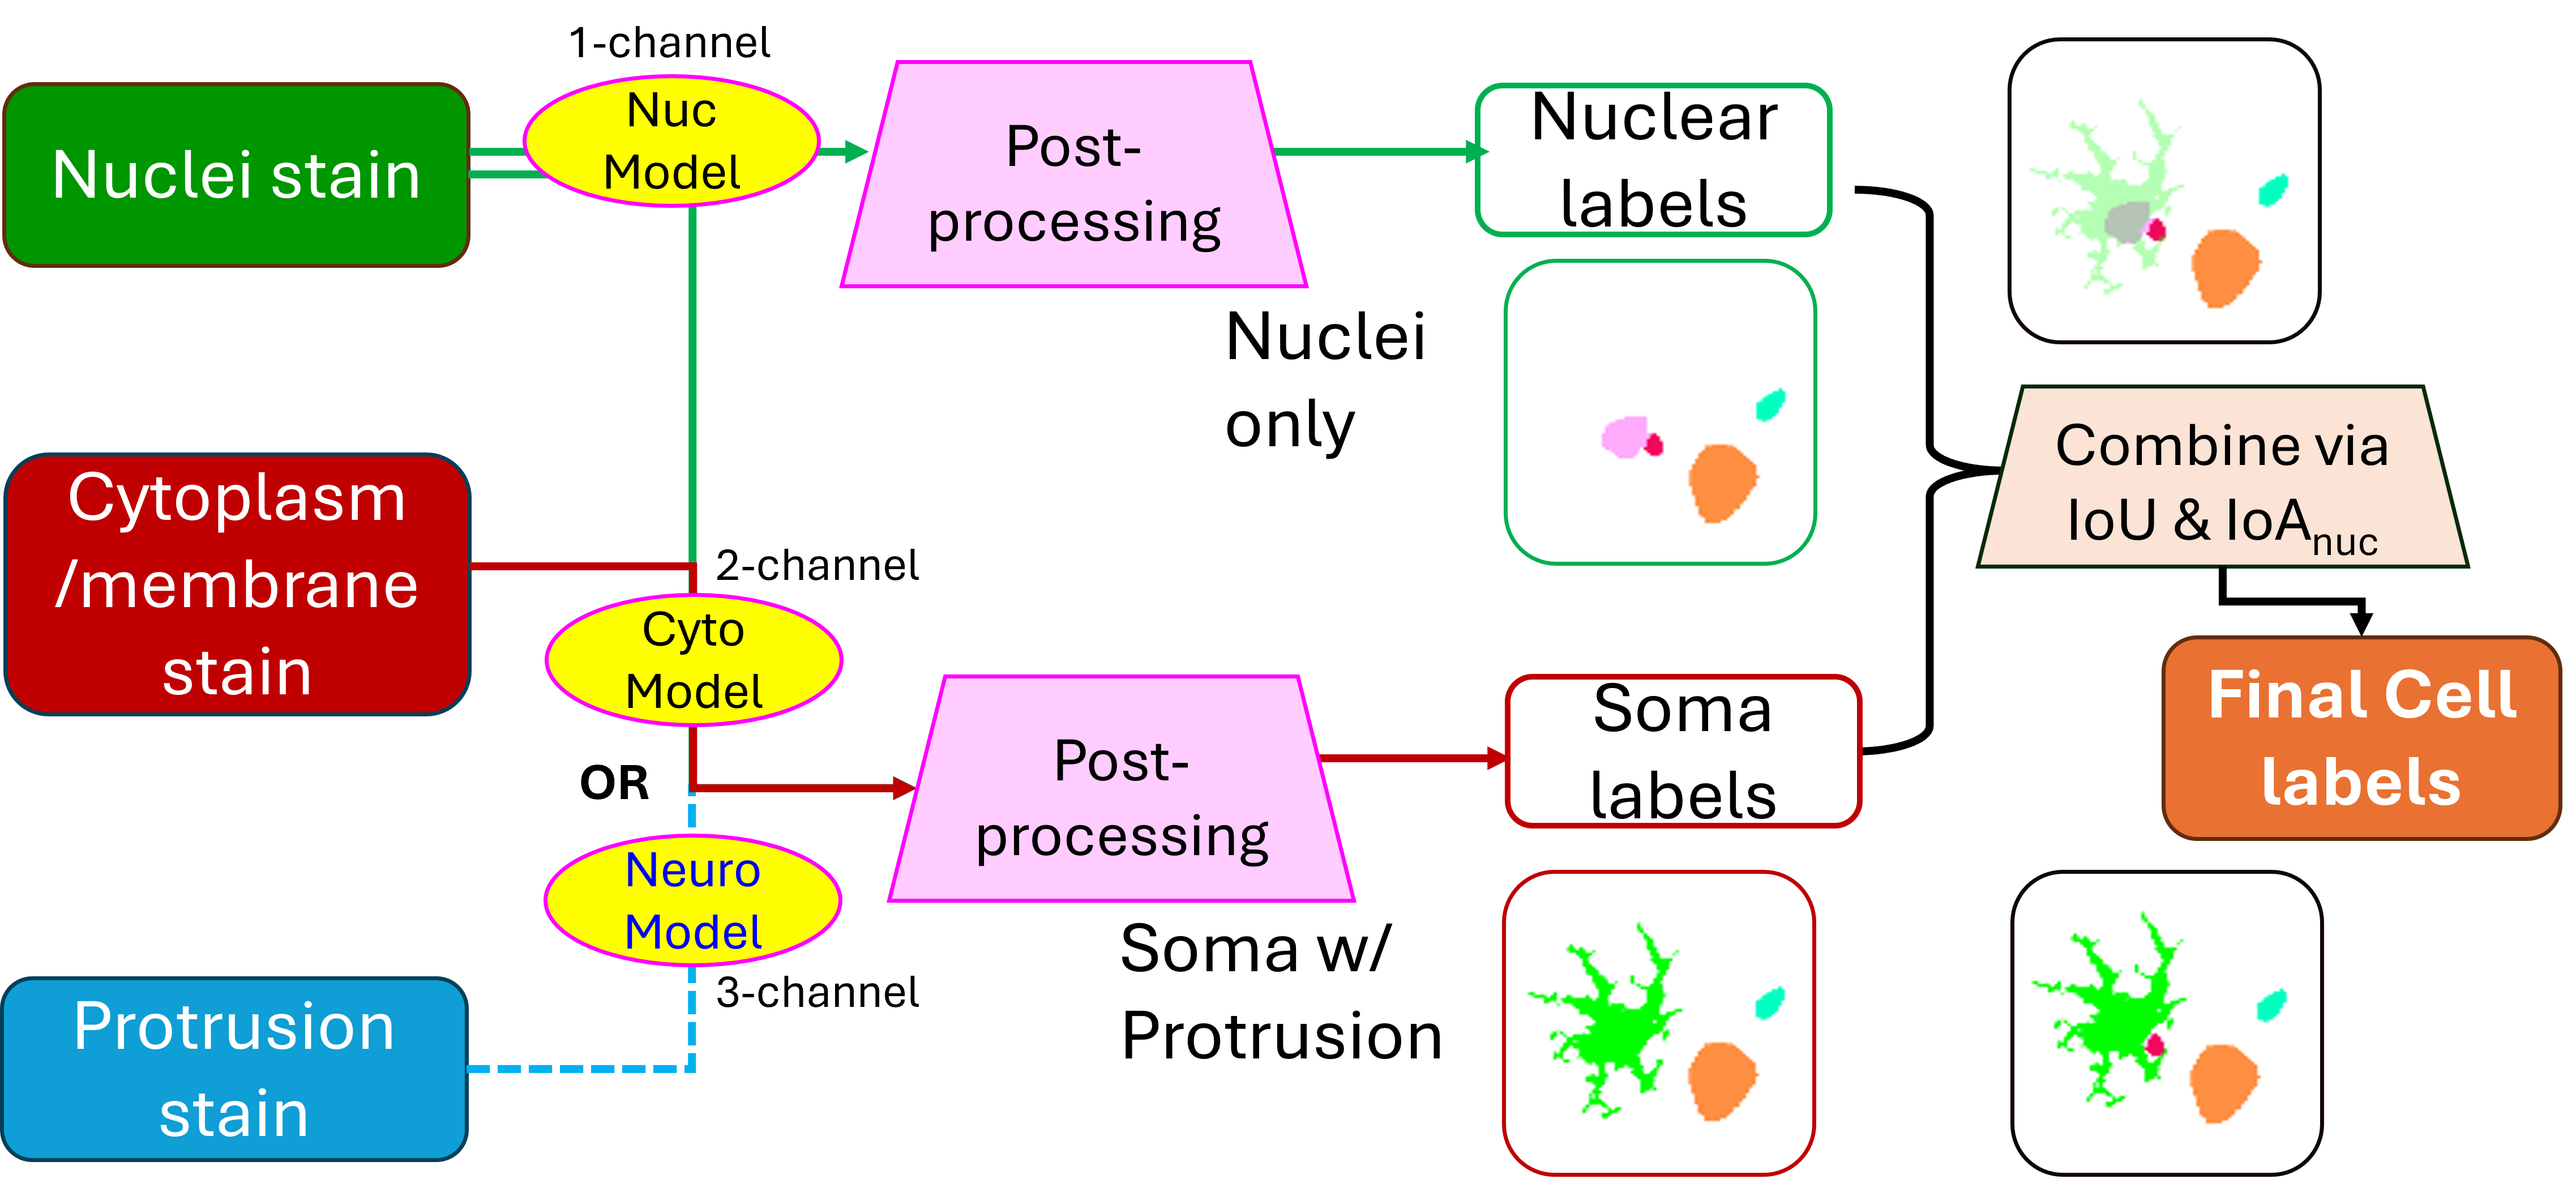 1-channel
Nuclei stain
Nuc
Model
Post-
processing
Nuclear
labels
Nuclei
only
Cytoplasm
/membrane
stain
2-channel
Cyto
Model
OR
Neuro
Model
3-channel
Protrusion
stain
Post-
processing
Soma
labels
Soma w/
Protrusion
Combine via
IoU & IoAnuc
Final Cell
labels